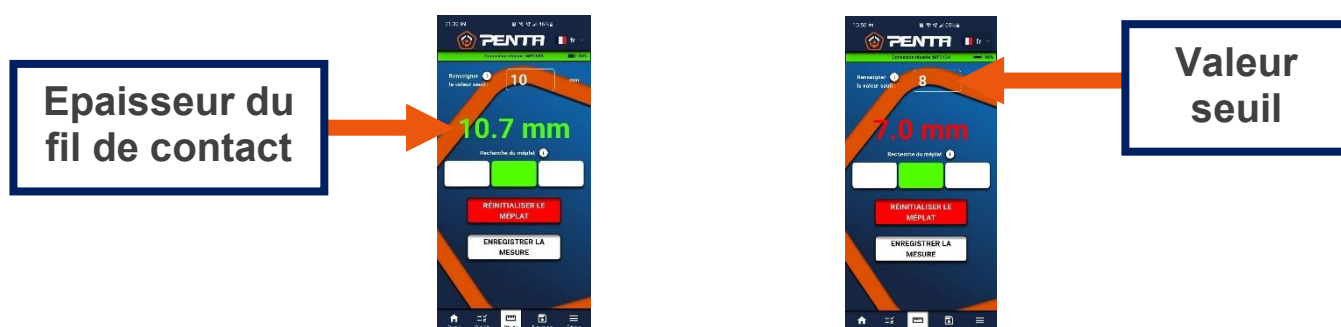 Epaisseur du
fil de contact
PENTA
fr
Renseigner
la valeur seuil :
10
mm
10.7 mm
Recherche du méplat
RÉINITIALISER LE
MÉPLAT
ENREGISTRER LA
MESURE
PENTA
fr
Renseigner
la valeur seuil :
8
7.0 mm
Recherche du méplat
RÉINITIALISER LE
MÉPLAT
ENREGISTRER LA
MESURE
Valeur
seuil